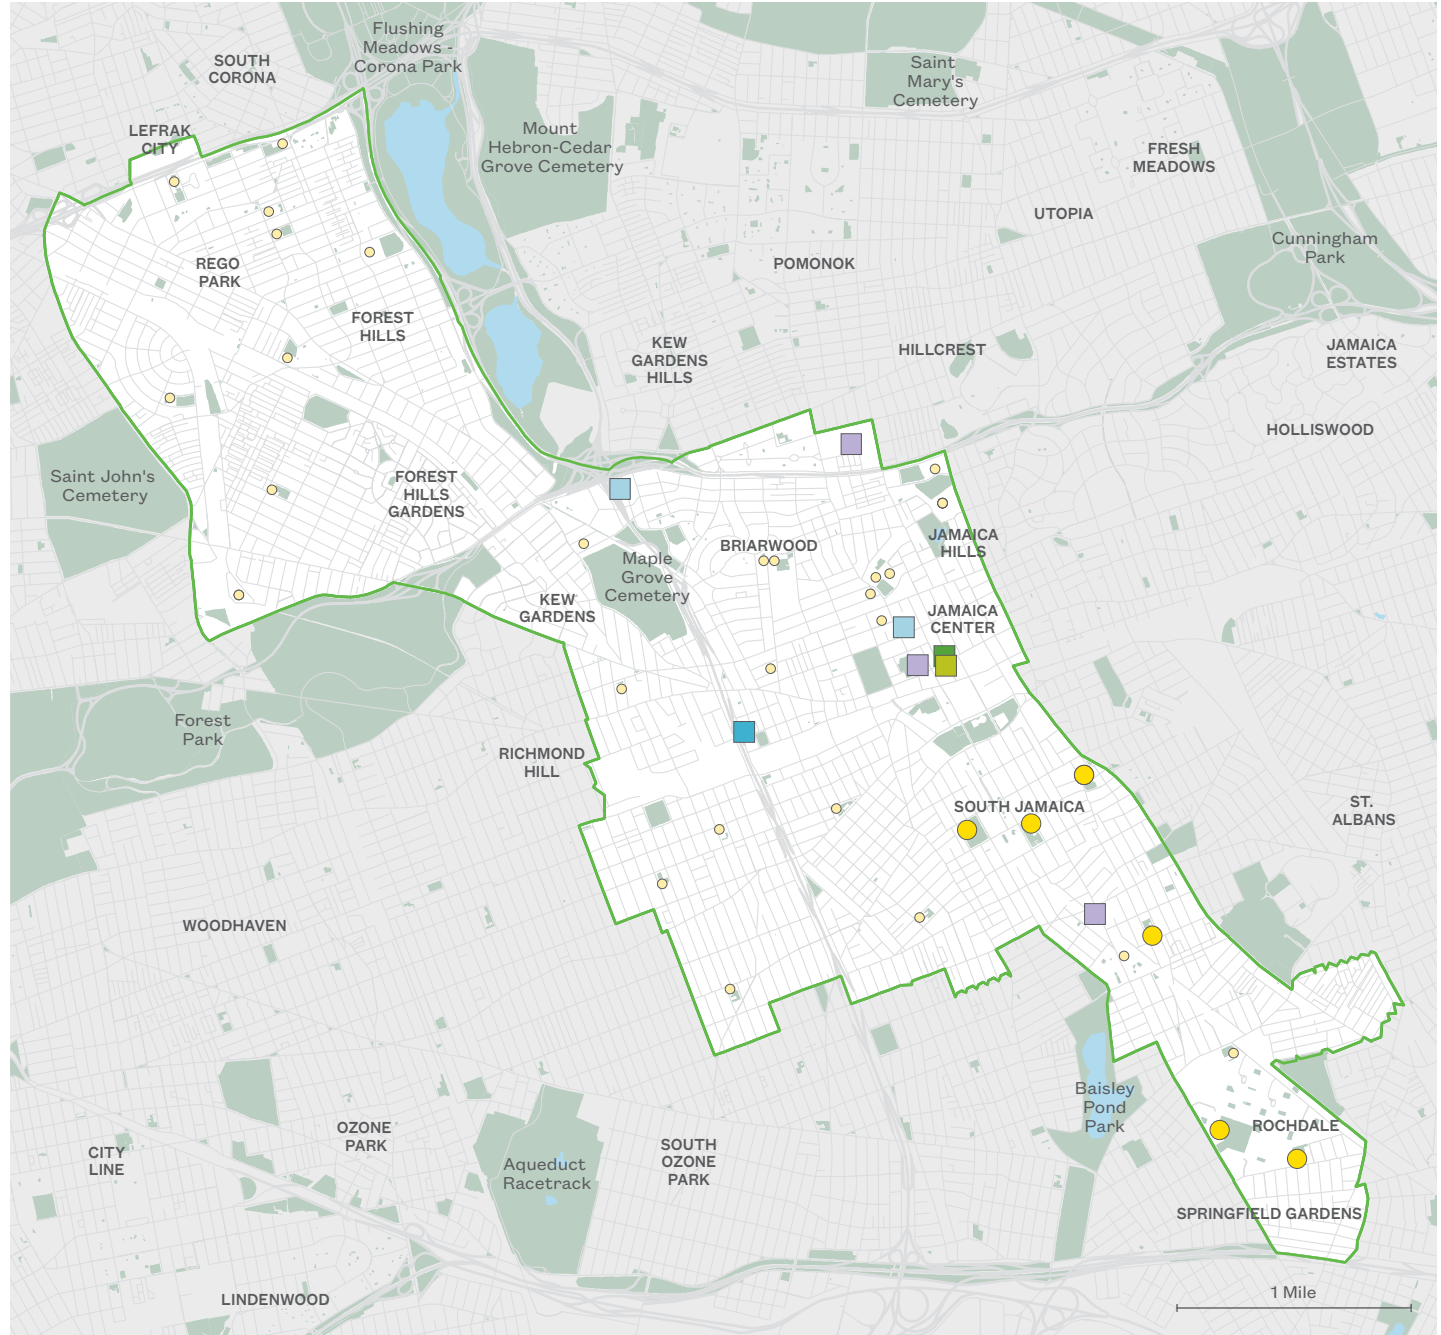 Flushing
Meadows -
Corona Park
SOUTH
CORONA
Saint
Mary's
Cemetery
LEFRAK
CITY
Mount
Hebron-Cedar
Grove Cemetery
FRESH
MEADOWS
UTOPIA
Cunningham
Park
REGO
PARK
POMONOK
FOREST
HILLS
KEW
GARDENS
HILLS
HILLCREST
JAMAICA
ESTATES
HOLLISWOOD
Saint John's
Cemetery
FOREST
HILLS
GARDENS
BRIARWOOD
JAMAICA
HILLS
Maple
Grove
Cemetery
KEW
GARDENS
JAMAICA
CENTER
Forest
Park
RICHMOND
HILL
SOUTH JAMAICA
ST.
ALBANS
WOODHAVEN
Baisley
Pond
Park
OZONE
PARK
ROCHDALE
CITY
LINE
SOUTH
OZONE
PARK
Aqueduct
Racetrack
SPRINGFIELD GARDENS
LINDENWOOD
1 Mile